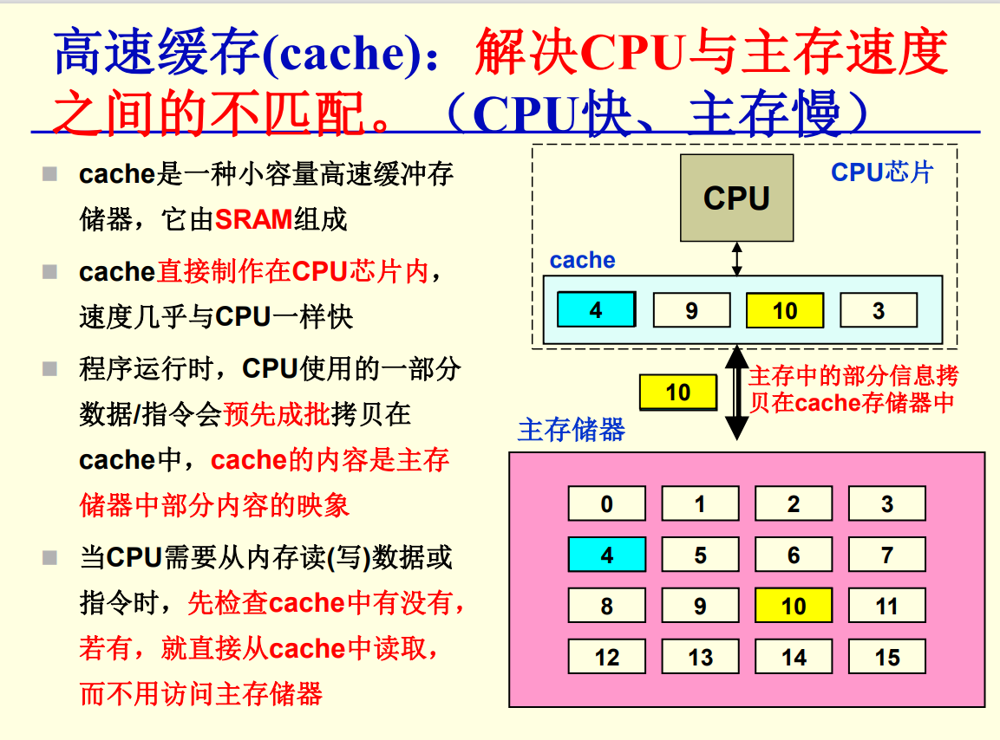 高速缓存(cache)：解决CPU与主存速度
之间的不匹配。（CPU快、主存慢）
cache是一种小容量高速缓冲存
储器，它由SRAM组成
cache直接制作在CPU芯片内，
速度几乎与CPU一样快
程序运行时，CPU使用的一部分
数据/指令会预先成批拷贝在
cache中，cache的内容是主存
储器中部分内容的映象
当CPU需要从内存读(写)数据或
指令时，先检查cache中有没有，
若有，就直接从cache中读取，
而不用访问主存储器
CPU芯片
CPU
cache
4 9 10 3
10
主存中的部分信息拷
贝在cache存储器中
主存储器
0 1 2 3
4 5 6 7
8 9 10 11
12 13 14 15